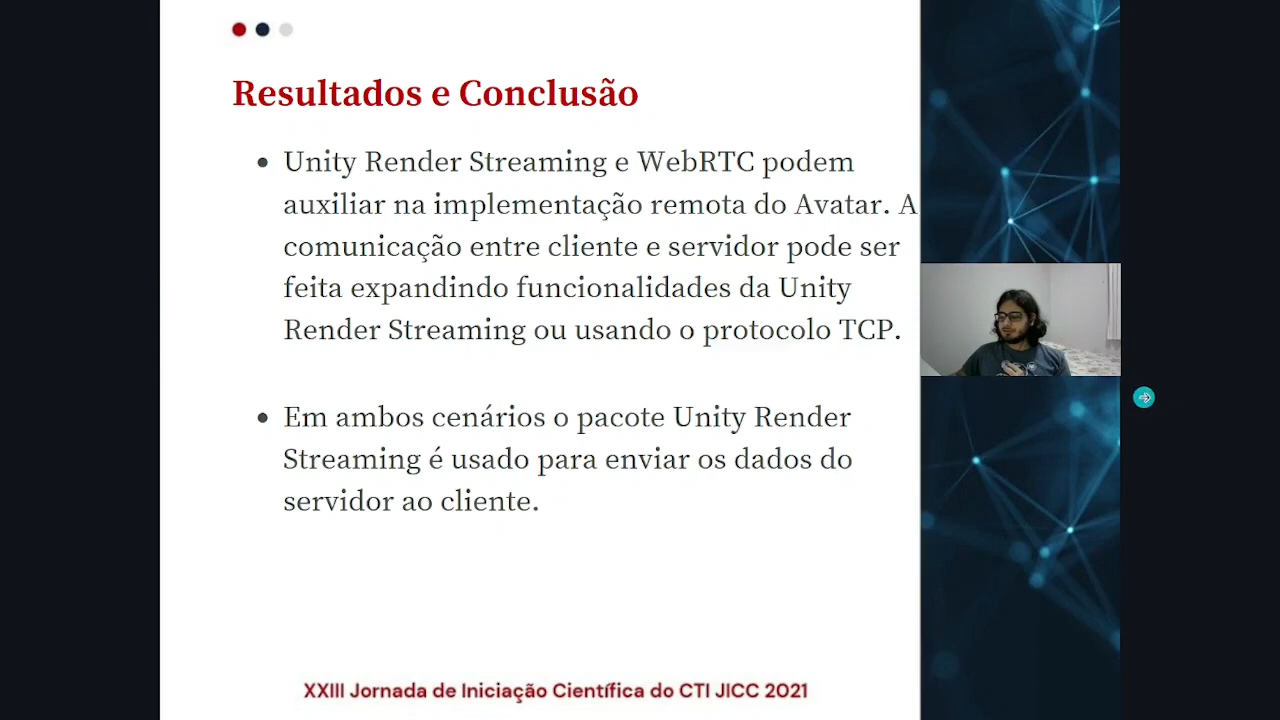 Resultados e Conclusão
Unity Render Streaming e WebRTC podem
auxiliar na implementação remota do Avatar. A
comunicação entre cliente e servidor pode ser
feita expandindo funcionalidades da Unity
Render Streaming ou usando o protocolo TCP.
Em ambos cenários o pacote Unity Render
Streaming é usado para enviar os dados do
servidor ao cliente.
XXIII Jornada de Iniciação Científica do CTI JICC 2021